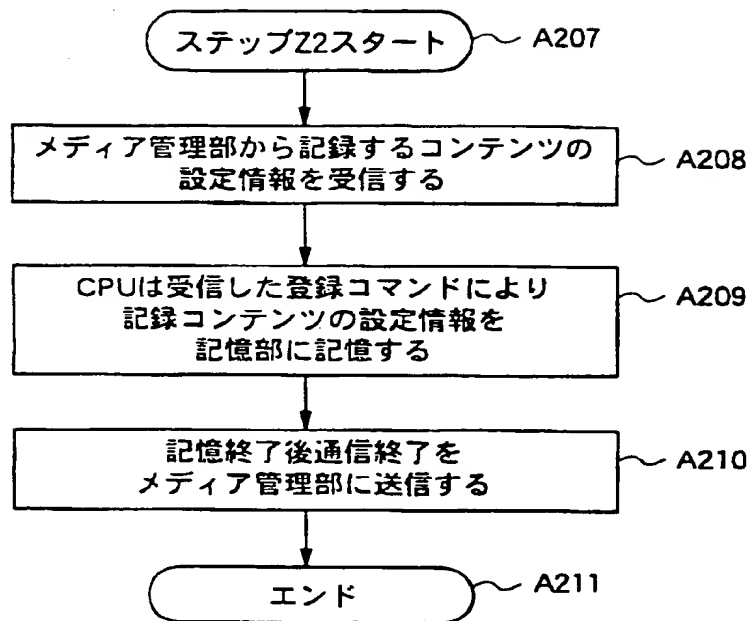 ステップZ2スタート
A207
メディア管理部から記録するコンテンツの
設定情報を受信する
A208
CPUは受信した登録コマンドにより
記録コンテンツの設定情報を
記憶部に記憶する
A209
記憶終了後通信終了を
メディア管理部に送信する
A210
エンド
A211